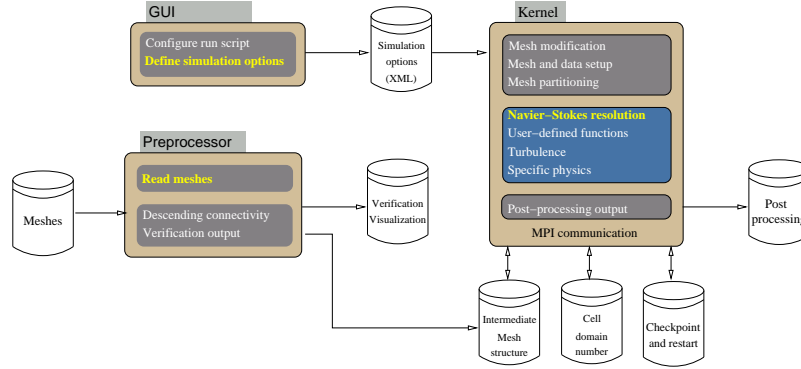 GUI
Configure run script
Define simulation options
Simulation
options
(XML)
Kernel
Mesh modification
Mesh and data setup
Mesh partitioning
Navier−Stokes resolution
User−defined functions
Turbulence
Specific physics
Post−processing output
MPI communication
Preprocessor
Read meshes
Descending connectivity
Verification output
Meshes
Verification
Visualization
Post
processing
Intermediate
Mesh
structure
Cell
domain
number
Checkpoint
and restart